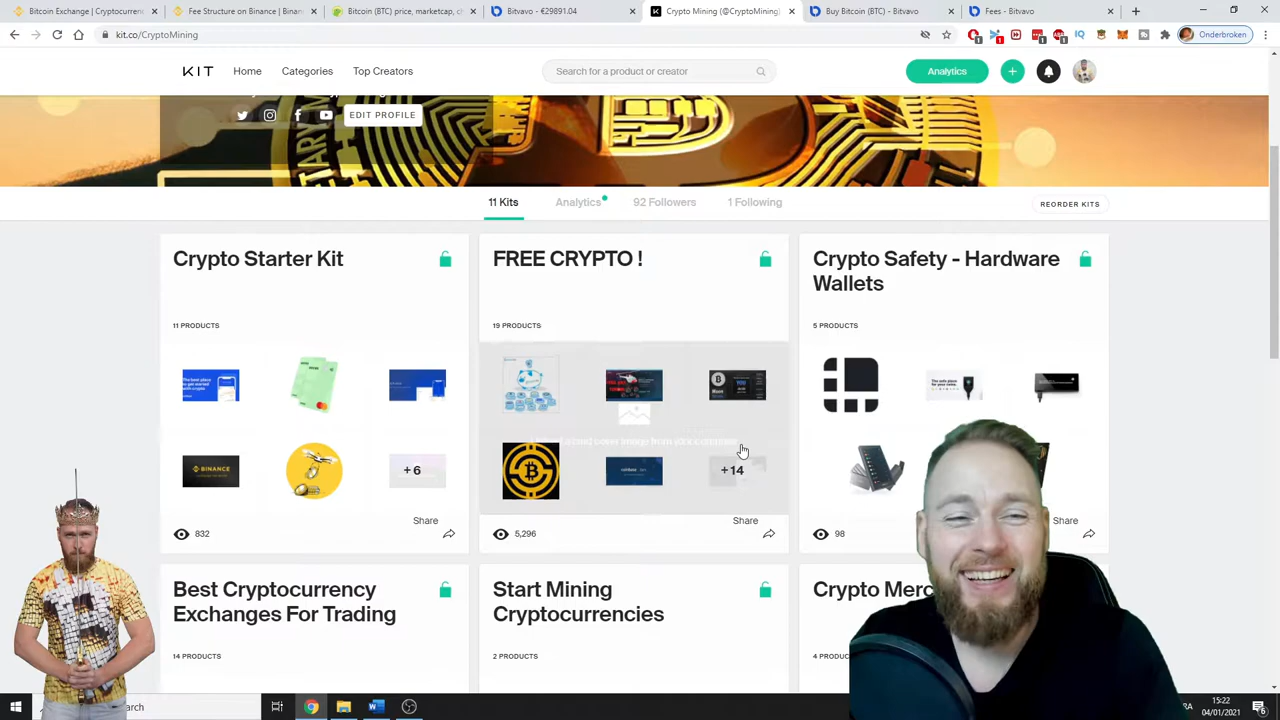 Bitcoin Exchange | Cryptocurrenc
Fee Structure on Binance
Bitcoin (BTC) price, marketcap, ch
Bitvavo - €29891.04
Crypto Mining (@CryptoMining)
Buy Bitcoin (BTC) - Bitvavo
Fees - Bitvavo
kit.co/CryptoMining
Onderbroken
KIT
Home
Categories
Top Creators
Search for a product or creator
Analytics
EDIT PROFILE
11 Kits
Analytics
92 Followers
1 Following
REORDER KITS
Crypto Starter Kit
11 PRODUCTS
BINANCE
+ 6
Share
832
FREE CRYPTO !
19 PRODUCTS
+ 14
Share
5,296
Crypto Safety - Hardware
Wallets
5 PRODUCTS
Share
98
Best Cryptocurrency
Exchanges For Trading
14 PRODUCTS
Start Mining
Cryptocurrencies
2 PRODUCTS
Crypto Merc
4 PRODUC
arch
RA
15:22
04/01/2021